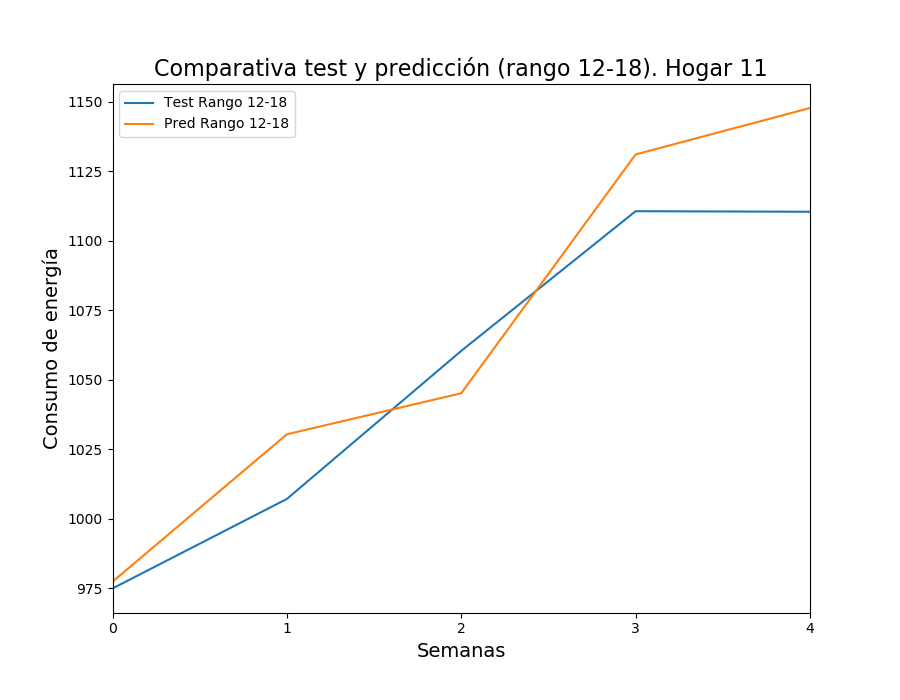 Comparativa test y predicción (rango 12-18). Hogar 11
Test Rango 12-18
Pred Rango 12-18
1150
1125
1100
1075
1050
1025
1000
975
Consumo de energía
0 1 2 3 4
Semanas